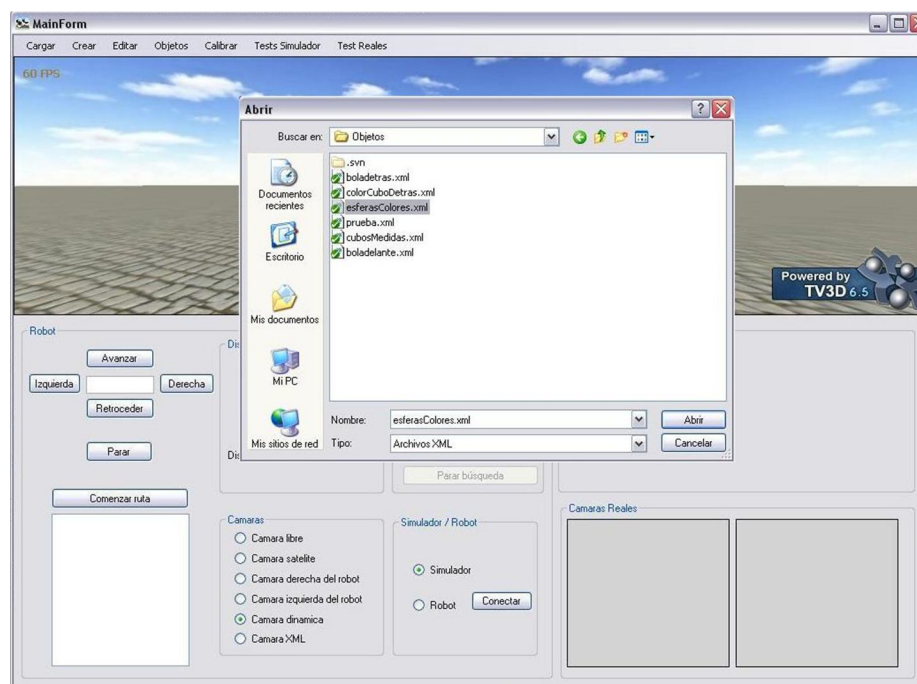 MainForm
Cargar Crear Editar Objetos Calibrar Tests Simulador Test Reales
60 FPS
Abrir
Buscar en: Objetos
.svn
boladetras.xml
colorCuboDetras.xml
esferasColores.xml
prueba.xml
cubosMedidas.xml
boladelante.xml
Documentos
recientes
Escritorio
Mis documentos
Mi PC
Mis sitios de red
Nombre: esferasColores.xml Abrir
Tipo: Archivos XML Cancelar
Powered by
TV3D 6.5
Robot
Avanzar
Izquierda Derecha
Retroceder
Parar
Comenzar ruta
Parar búsqueda
Camaras
Camara libre
Camara satelite
Camara derecha del robot
Camara izquierda del robot
Camara dinamica
Camara XML
Simulador / Robot
Simulador
Robot Conectar
Camaras Reales